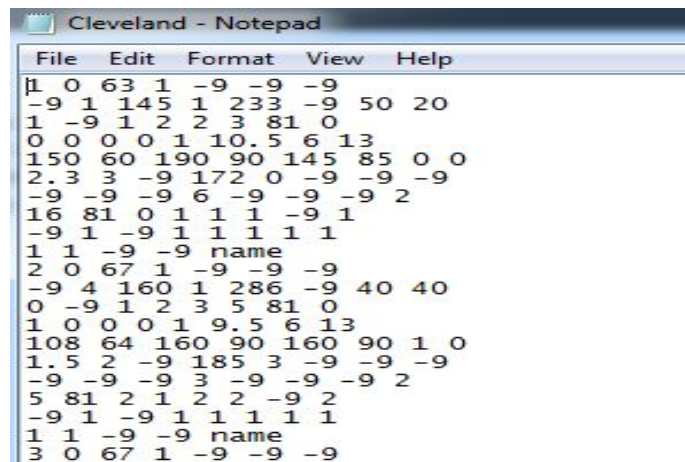 Cleveland - Notepad
File Edit Format View Help
1 0 63 1 -9 -9 -9
-9 1 145 1 233 -9 50 20
1 -9 1 2 2 3 81 0
0 0 0 0 1 10.5 6 13
150 60 190 90 145 85 0 0
2.3 3 -9 172 0 -9 -9 -9
-9 -9 -9 6 -9 -9 -9 2
16 81 0 1 1 1 -9 1
-9 1 -9 1 1 1 1 1
1 1 -9 -9 name
2 0 67 1 -9 -9 -9
-9 4 160 1 286 -9 40 40
0 -9 1 2 3 5 81 0
1 0 0 0 1 9.5 6 13
108 64 160 90 160 90 1 0
1.5 2 -9 185 3 -9 -9 -9
-9 -9 -9 3 -9 -9 -9 2
5 81 2 1 2 2 -9 2
-9 1 -9 1 1 1 1 1
1 1 -9 -9 name
3 0 67 1 -9 -9 -9